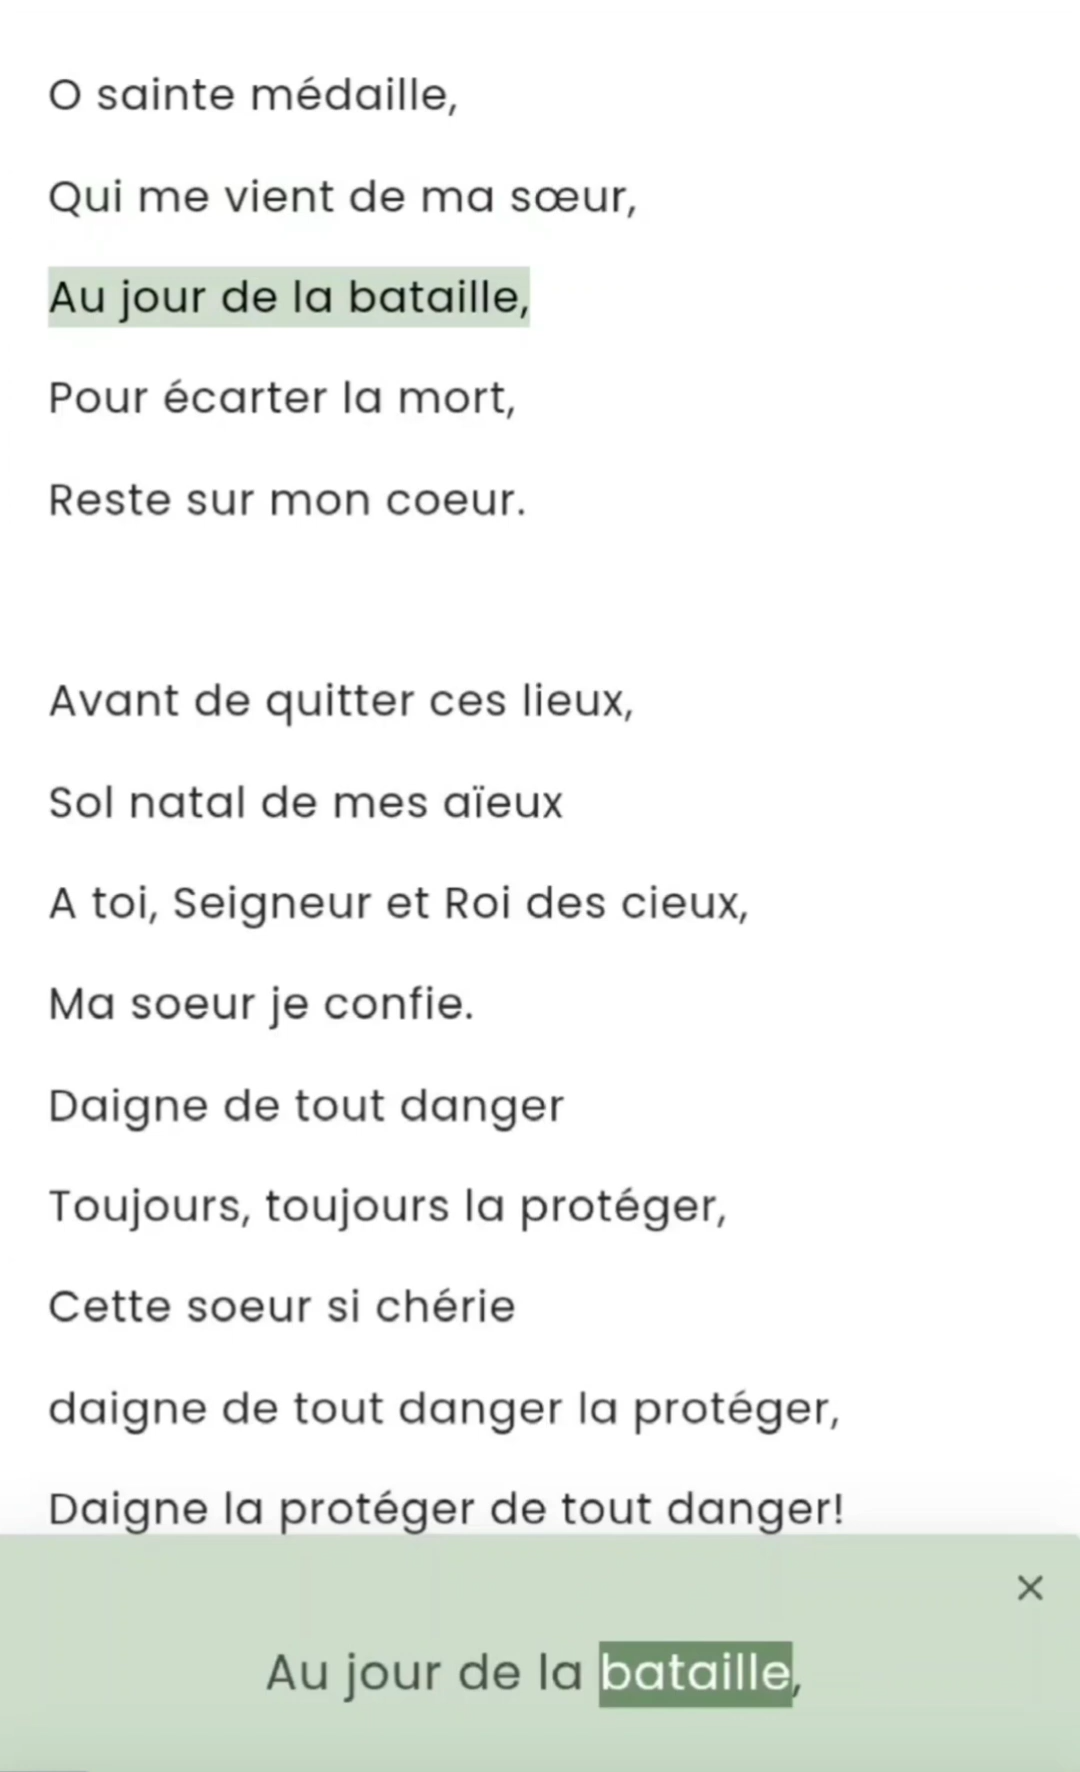 O sainte médaille,
Qui me vient de ma sœur,
Au jour de la bataille,
Pour écarter la mort,
Reste sur mon coeur.
Avant de quitter ces lieux,
Sol natal de mes aïeux
A toi, Seigneur et Roi des cieux,
Ma soeur je confie.
Daigne de tout danger
Toujours, toujours la protéger,
Cette soeur si chérie
daigne de tout danger la protéger,
Daigne la protéger de tout danger!
Au jour de la bataille,